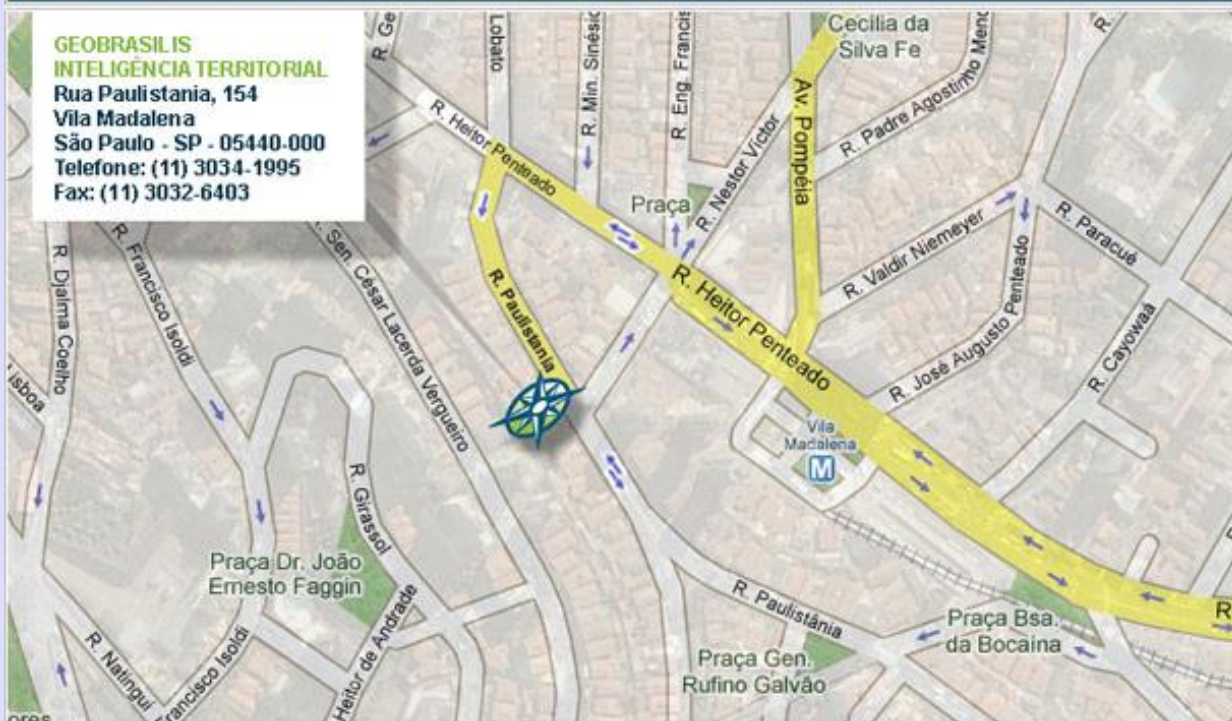 GEOBRASILIS
INTELIGÊNCIA TERRITORIAL
Rua Paulistania, 154
Vila Madalena
São Paulo - SP - 05440-000
Telefone: (11) 3034-1995
Fax: (11) 3032-6403
R. Ge
Lobato
R. Min. Sinésio
R. Eng. Francis
Cecilia da
Silva Fe
R. Padre Agostinho Mend
R.
R. Heitor Penteado
Praça
R. Nestor Victor
Av. Pompéia
R. Valdir Niemeyer
R. Paracuê
R. Djalma Coelho
R. Francisco Isoldi
R. Sen. César Lacerda Vergueiro
R. Paulistania
R. Heitor Penteado
R. José Augusto Penteado
R. Cayowaá
Lisboa
Vila
Madalena
M
R. Girassol
Praça Dr. João
Ernesto Faggin
R. Paulistânia
Praça Bsa.
da Bocaina
R
R. Natingui
Francisco Isoldi
Heitor de Andrade
Praça Gen.
Rufino Galvão
ores